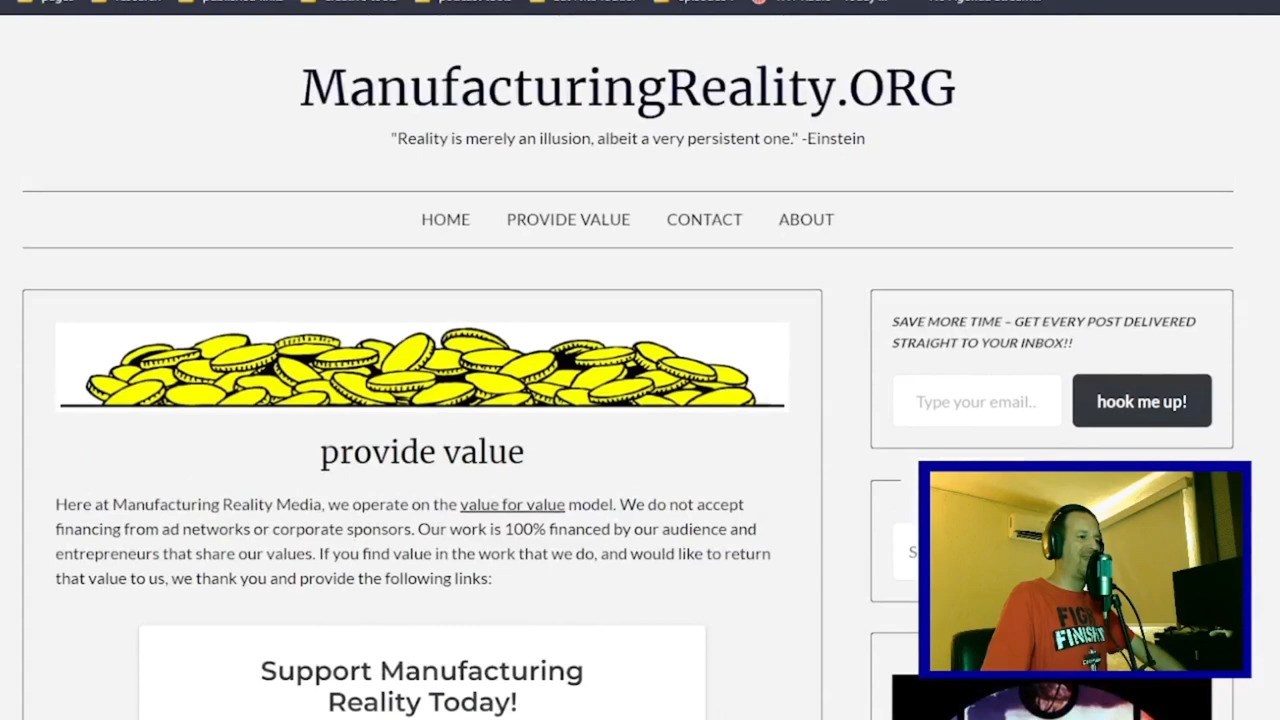 ManufacturingReality.ORG
"Reality is merely an illusion, albeit a very persistent one." -Einstein
HOME PROVIDE VALUE CONTACT ABOUT
provide value
Here at Manufacturing Reality Media, we operate on the value for value model. We do not accept
financing from ad networks or corporate sponsors. Our work is 100% financed by our audience and
entrepreneurs that share our values. If you find value in the work that we do, and would like to return
that value to us, we thank you and provide the following links:
Support Manufacturing
Reality Today!
SAVE MORE TIME – GET EVERY POST DELIVERED
STRAIGHT TO YOUR INBOX!!
Type your email..
hook me up!